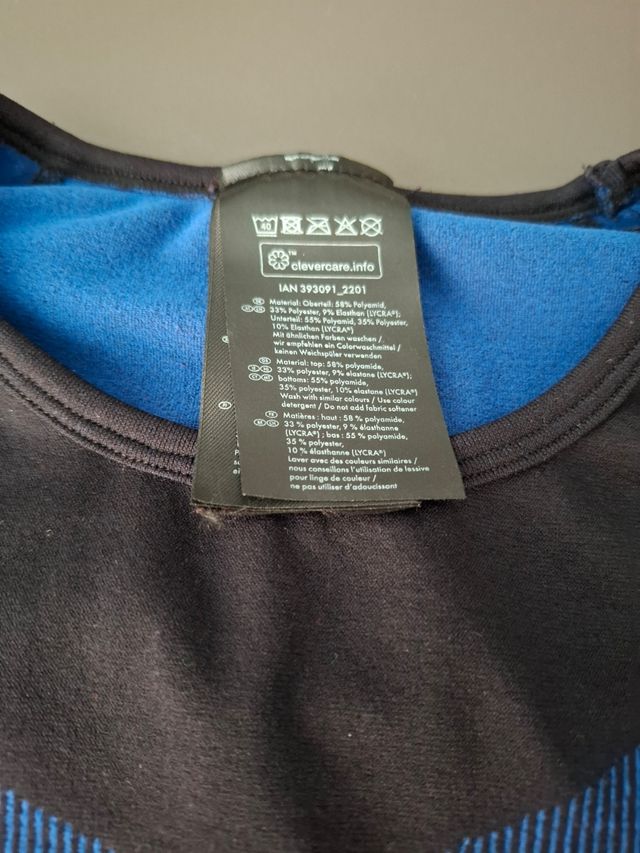 40
clevercare.info
IAN 393091_2201
DE Material: Oberteil: 58% Polyamid,
33% Polyester, 9% Elasthan (LYCRA®);
Unterteil: 55% Polyamid, 35% Polyester,
10% Elasthan (LYCRA®)
Mit ähnlichen Farben waschen /
wir empfehlen ein Colorwaschmittel /
keinen Weichspüler verwenden
Material: top: 58% polyamide,
33% polyester, 9% elastane (LYCRA®);
bottoms: 55% polyamide,
35% polyester, 10% elastane (LYCRA®)
Wash with similar colours / Use colour
detergent / Do not add fabric softener
Matières : haut : 58 % polyamide,
33 % polyester, 9 % élasthanne
(LYCRA®) ; bas : 55 % polyamide,
35 % polyester,
10 % élasthanne (LYCRA®)
Laver avec des couleurs similaires /
nous conseillons l'utilisation de lessive
pour linge de couleur /
ne pas utiliser d'adoucissant